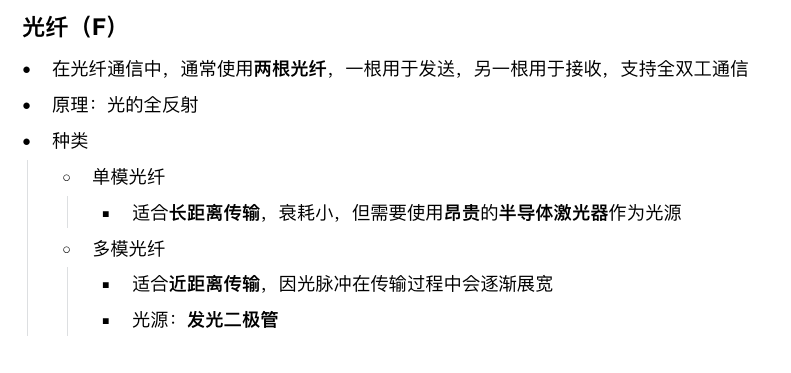 光纤（F）
在光纤通信中，通常使用两根光纤，一根用于发送，另一根用于接收，支持全双工通信
原理：光的全反射
种类
单模光纤
适合长距离传输，衰耗小，但需要使用昂贵的半导体激光器作为光源
多模光纤
适合近距离传输，因光脉冲在传输过程中会逐渐展宽
光源：发光二极管